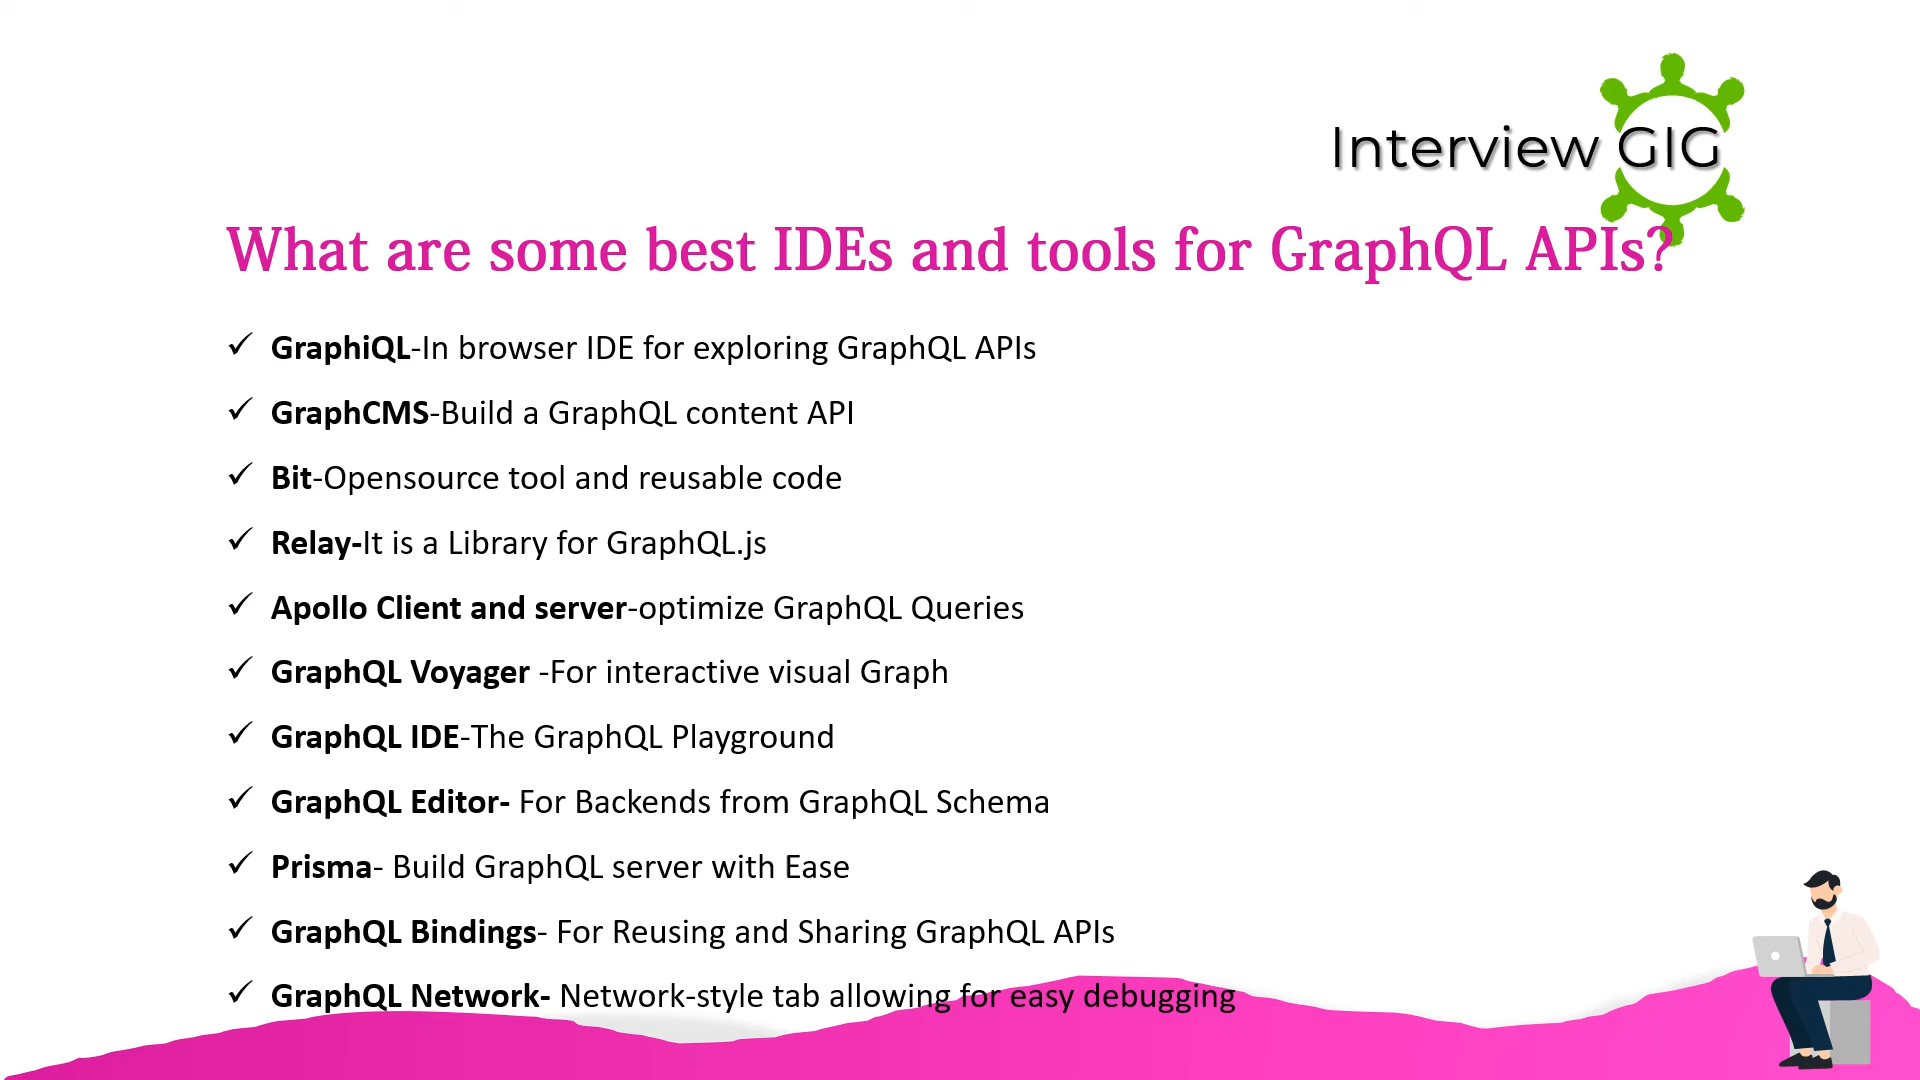 Interview GIG
What are some best IDEs and tools for GraphQL APIs?
✓ GraphiQL-In browser IDE for exploring GraphQL APIs
✓ GraphCMS-Build a GraphQL content API
✓ Bit-Opensource tool and reusable code
✓ Relay-It is a Library for GraphQL.js
✓ Apollo Client and server-optimize GraphQL Queries
✓ GraphQL Voyager -For interactive visual Graph
✓ GraphQL IDE-The GraphQL Playground
✓ GraphQL Editor- For Backends from GraphQL Schema
✓ Prisma- Build GraphQL server with Ease
✓ GraphQL Bindings- For Reusing and Sharing GraphQL APIs
✓ GraphQL Network- Network-style tab allowing for easy debugging